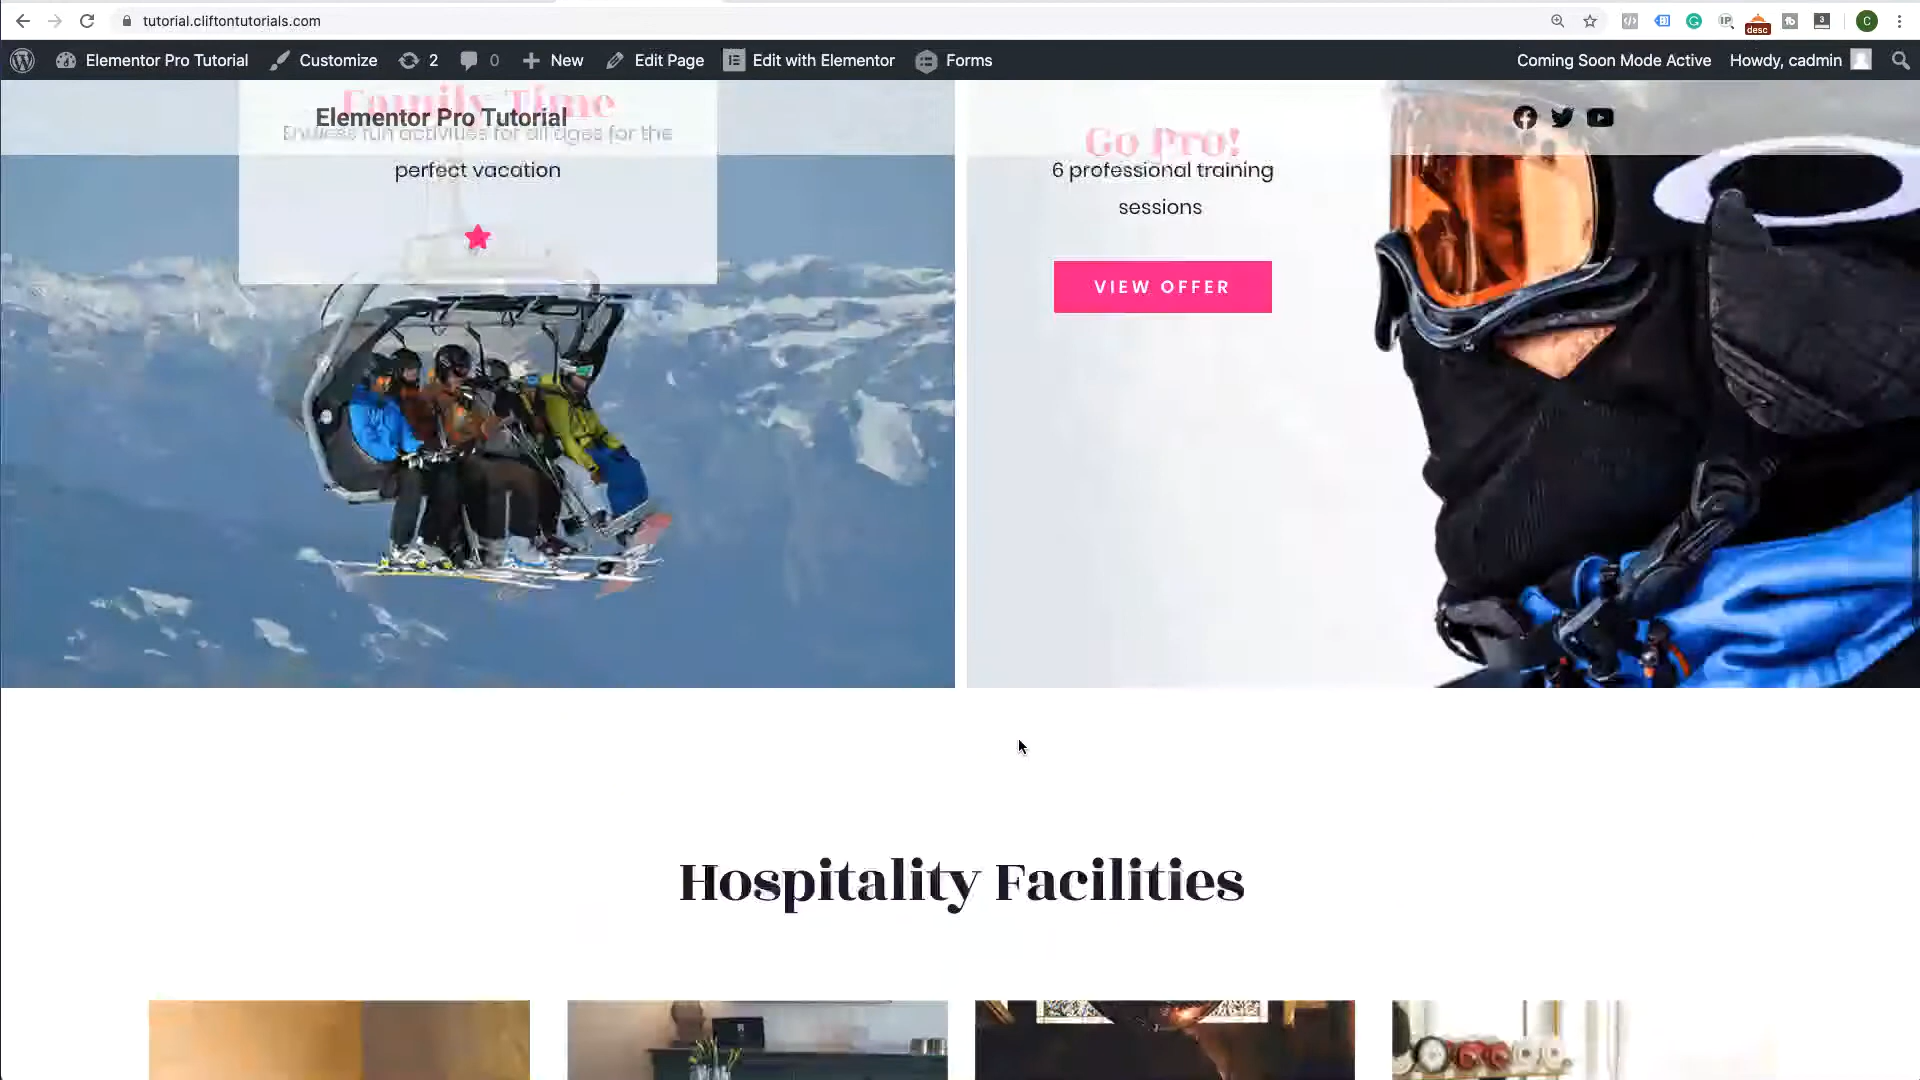 tutorial.cliftontutorials.com
desc
3
C
Elementor Pro Tutorial
Customize
2
0
New
Edit Page
Edit with Elementor
Forms
Coming Soon Mode Active
Howdy, cadmin
Family Time
Elementor Pro Tutorial
Endless fun activities for all ages for the
perfect vacation
Go Pro!
6 professional training
sessions
VIEW OFFER
Hospitality Facilities